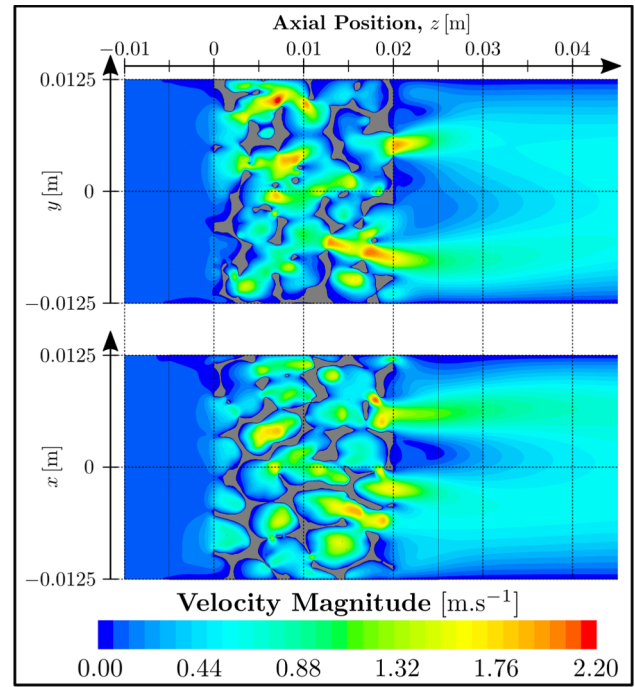 Axial Position, z [m]
−0.01 0 0.01 0.02 0.03 0.04
0.0125
y [m]
0
−0.0125
0.0125
x [m]
0
−0.0125
Velocity Magnitude [m.s⁻¹]
0.00 0.44 0.88 1.32 1.76 2.20